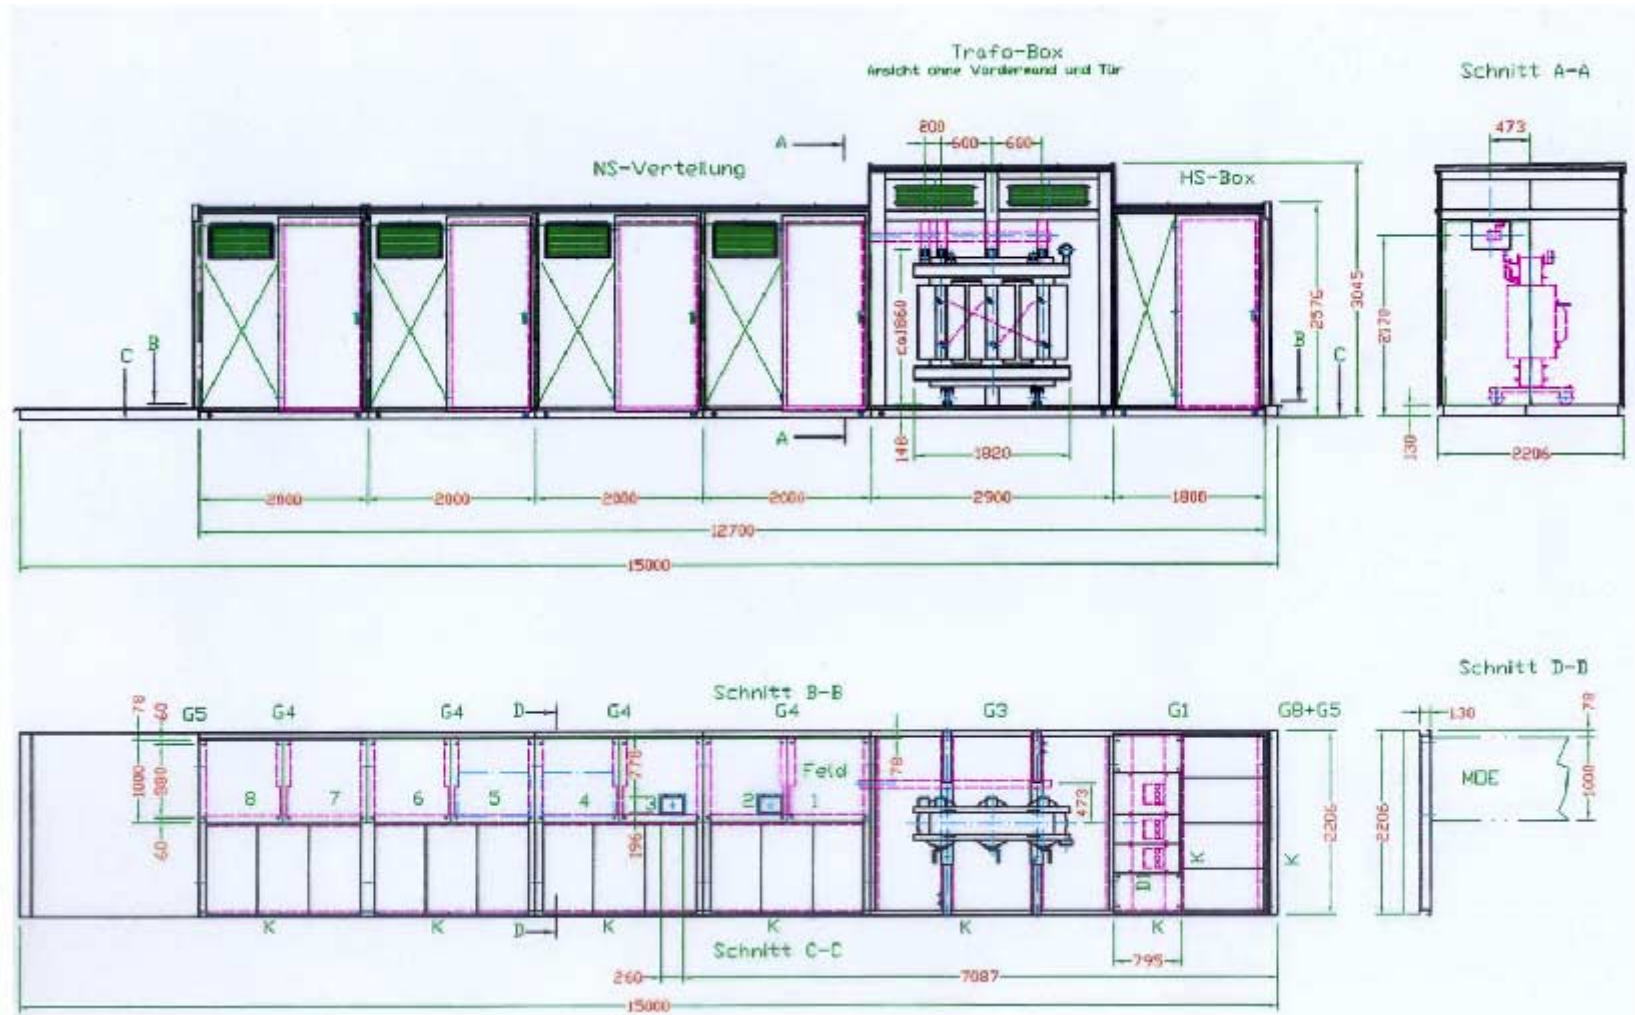 Trafo-Box
Ansicht ohne Vorderwand und Tür
Schnitt A-A
200
600
600
473
A
NS-Verteilung
HS-Box
ca1860
2576
3045
2170
C
B
B
C
A
148
1820
130
2206
2000
2000
2000
2000
2900
1800
12700
15000
Schnitt D-D
Schnitt B-B
78
60
G5
G4
G4
D
G4
G4
G3
G1
G8+G5
130
78
1000
880
60
8
7
6
5
4
3
2
1
Feld
778
196
78
473
2206
2206
MDE
1000
K
K
D1
K
K
K
D
K
K
K
Schnitt C-C
260
7087
795
15000